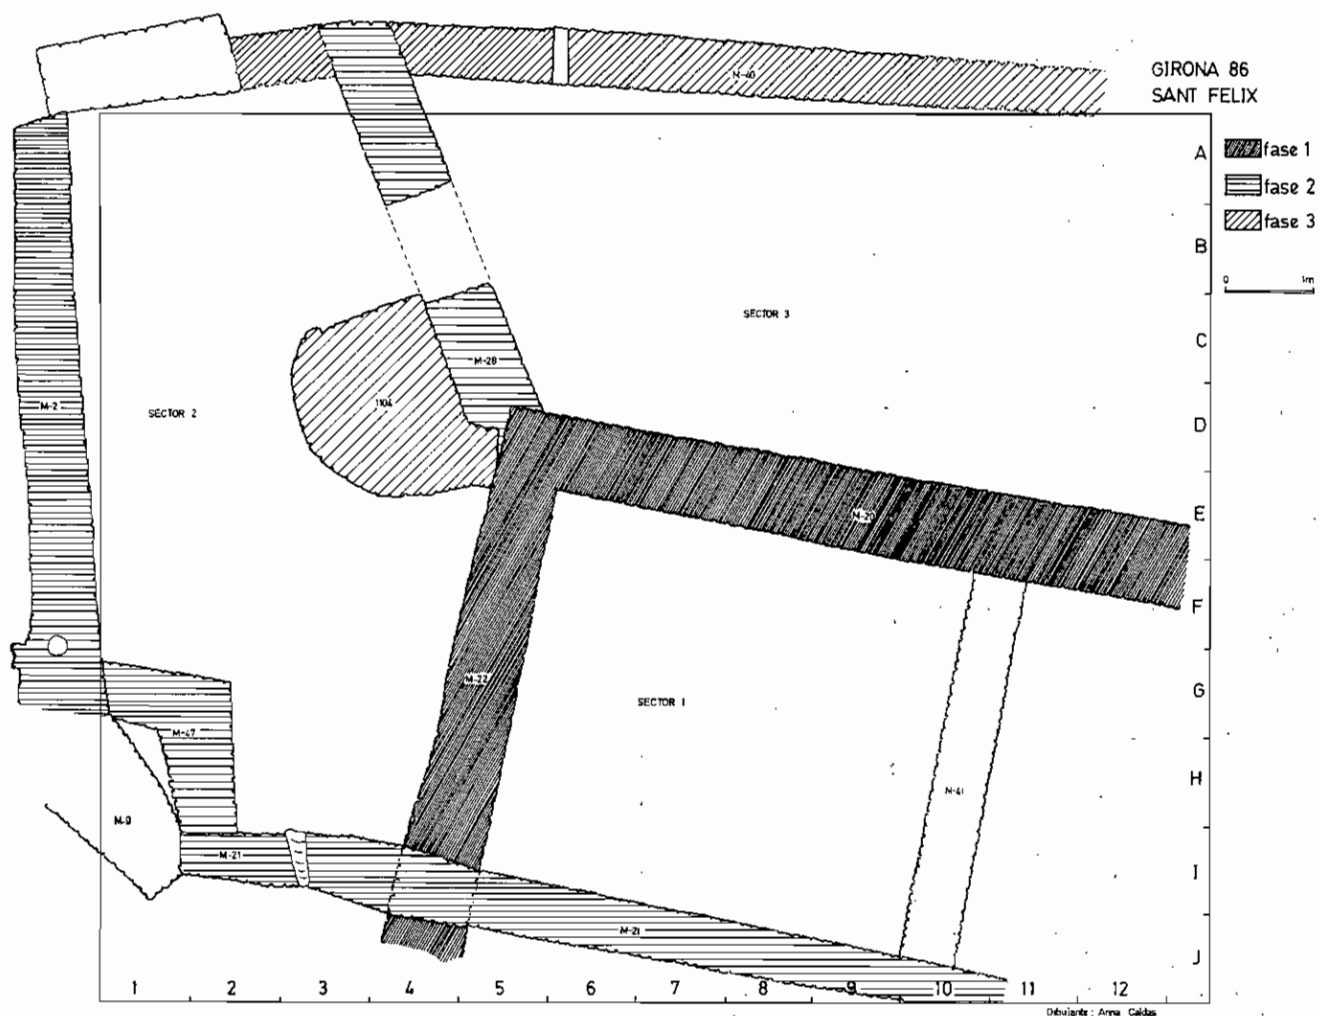 GIRONA 86
SANT FELIX
fase 1
fase 2
fase 3
0 1m
M-40
A
B
SECTOR 3
C
M-28
M-2
SECTOR 2
1104
D
E
M-20
F
M-22
SECTOR 1
G
M-47
H
M-41
M-9
M-21
I
M-21
J
1 2 3 4 5 6 7 8 9 10 11 12
Dibujante: Anna Caldas